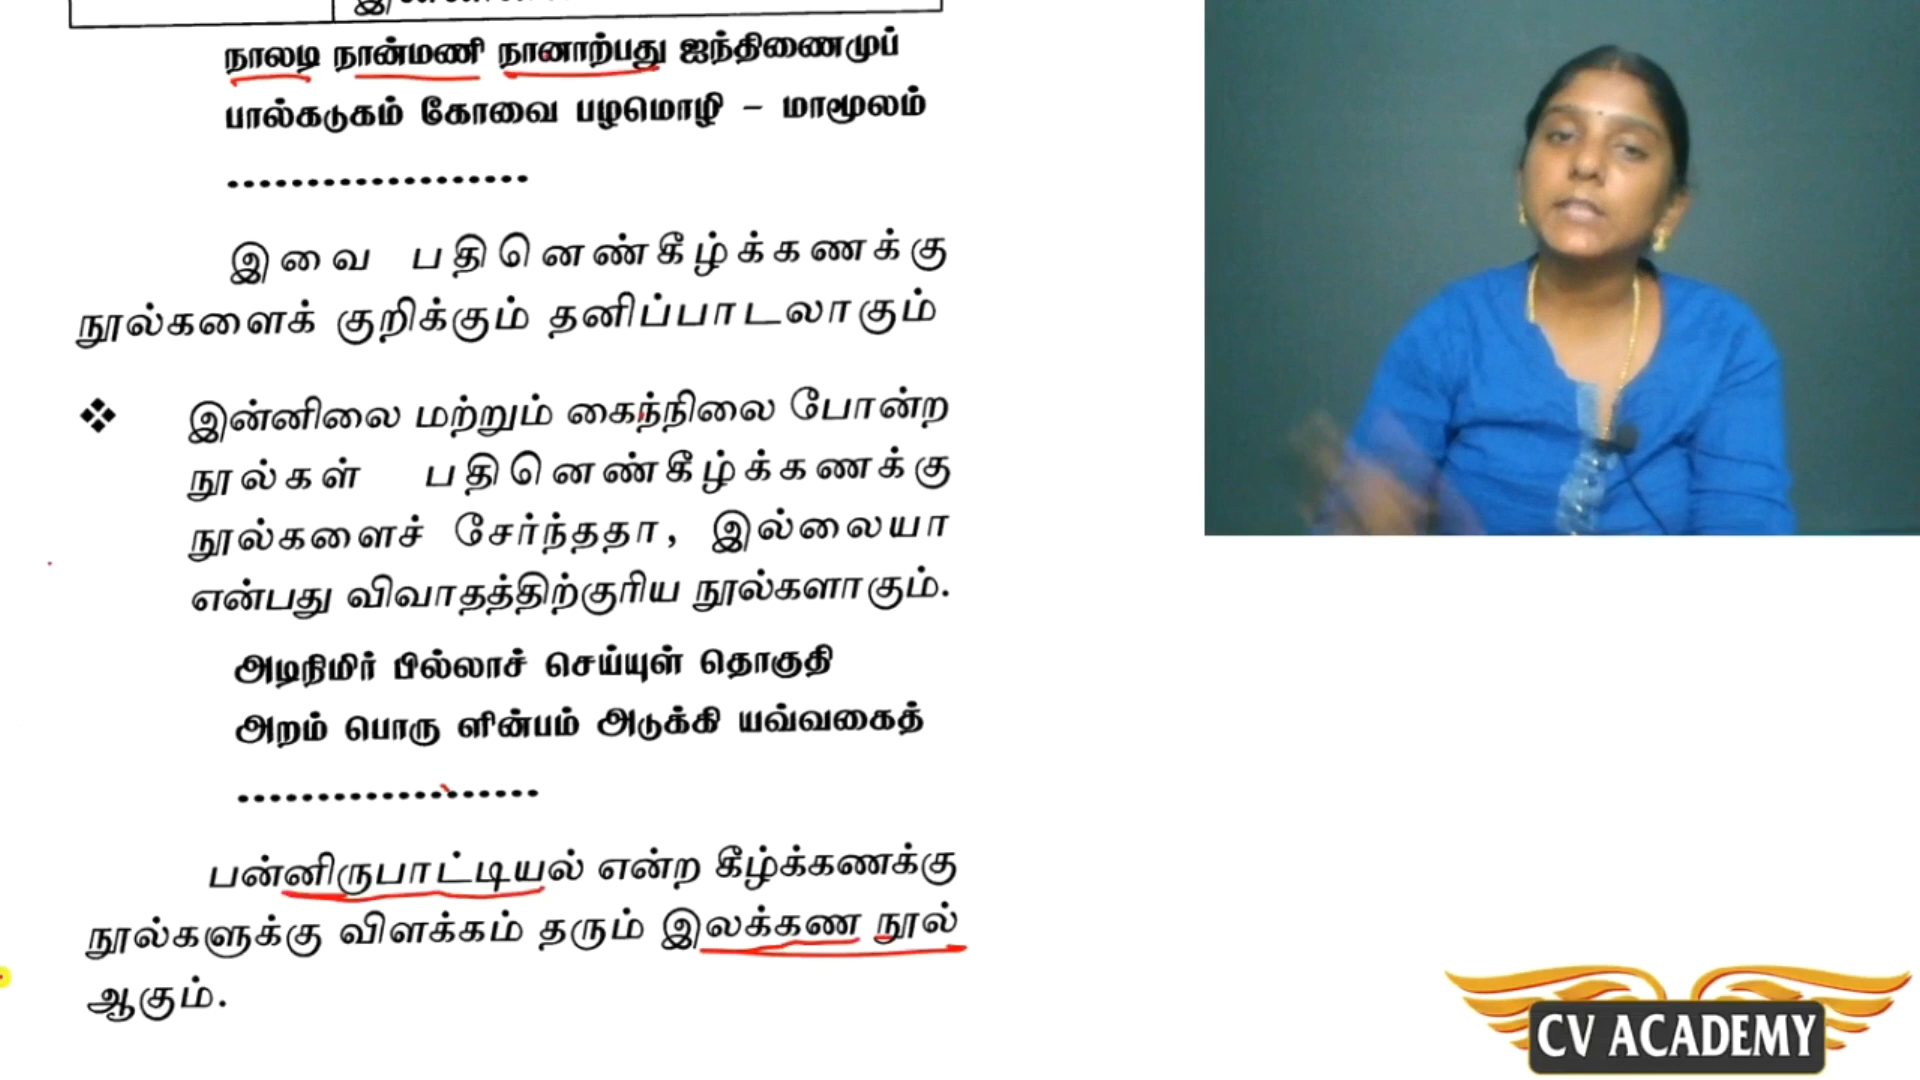 நாலடி நான்மணி நானாற்பது ஐந்திணைமுப்
பால்கடுகம் கோவை பழமொழி – மாமூலம்
...................
இவை பதினெண்கீழ்க்கணக்கு
நூல்களைக் குறிக்கும் தனிப்பாடலாகும்
❖ இன்னிலை மற்றும் கைந்நிலை போன்ற
நூல்கள் பதினெண்கீழ்க்கணக்கு
நூல்களைச் சேர்ந்ததா, இல்லையா
என்பது விவாதத்திற்குரிய நூல்களாகும்.
அடிநிமிர் பில்லாச் செய்யுள் தொகுதி
அறம் பொரு ளின்பம் அடுக்கி யவ்வகைத்
...................
பன்னிருபாட்டியல் என்ற கீழ்க்கணக்கு
நூல்களுக்கு விளக்கம் தரும் இலக்கண நூல்
ஆகும்.
CV ACADEMY